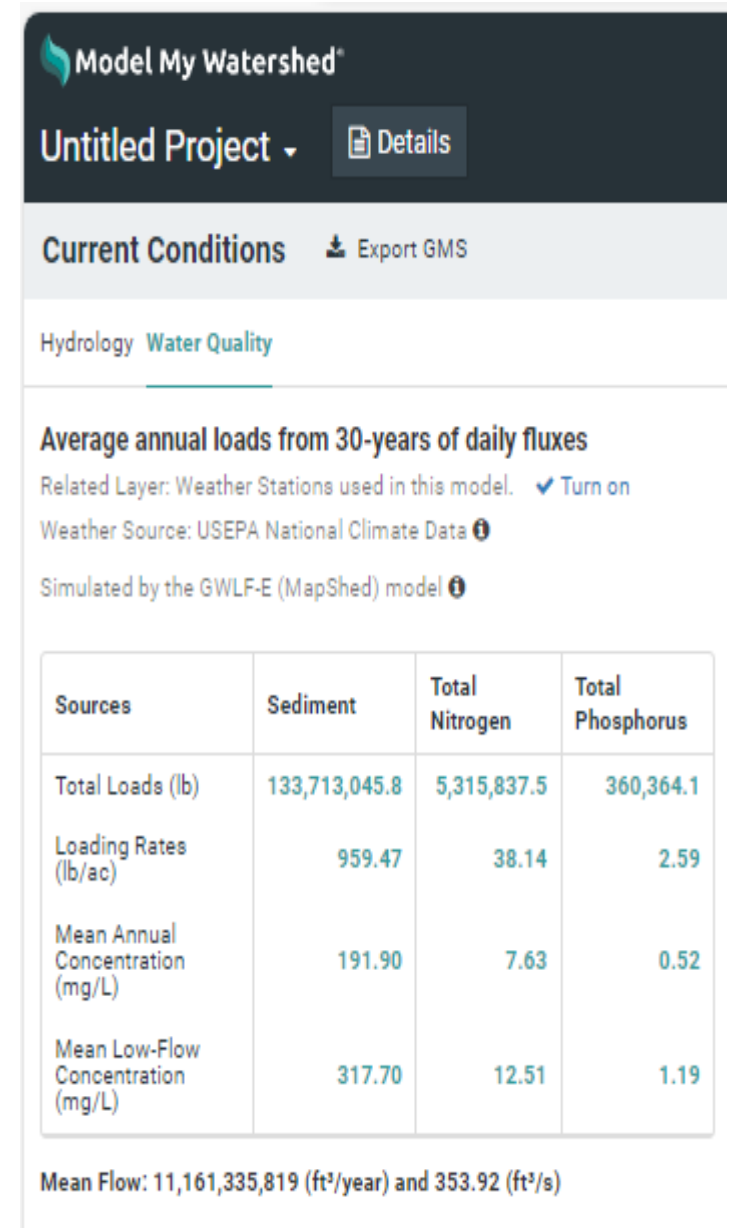 Model My Watershed®
Untitled Project Details
Current Conditions Export GMS
Hydrology Water Quality
Average annual loads from 30-years of daily fluxes
Related Layer: Weather Stations used in this model. Turn on
Weather Source: USEPA National Climate Data
Simulated by the GWLF-E (MapShed) model
Sources Sediment Total Nitrogen Total Phosphorus
Total Loads (lb) 133,713,045.8 5,315,837.5 360,364.1
Loading Rates (lb/ac) 959.47 38.14 2.59
Mean Annual Concentration (mg/L) 191.90 7.63 0.52
Mean Low-Flow Concentration (mg/L) 317.70 12.51 1.19
Mean Flow: 11,161,335,819 (ft³/year) and 353.92 (ft³/s)